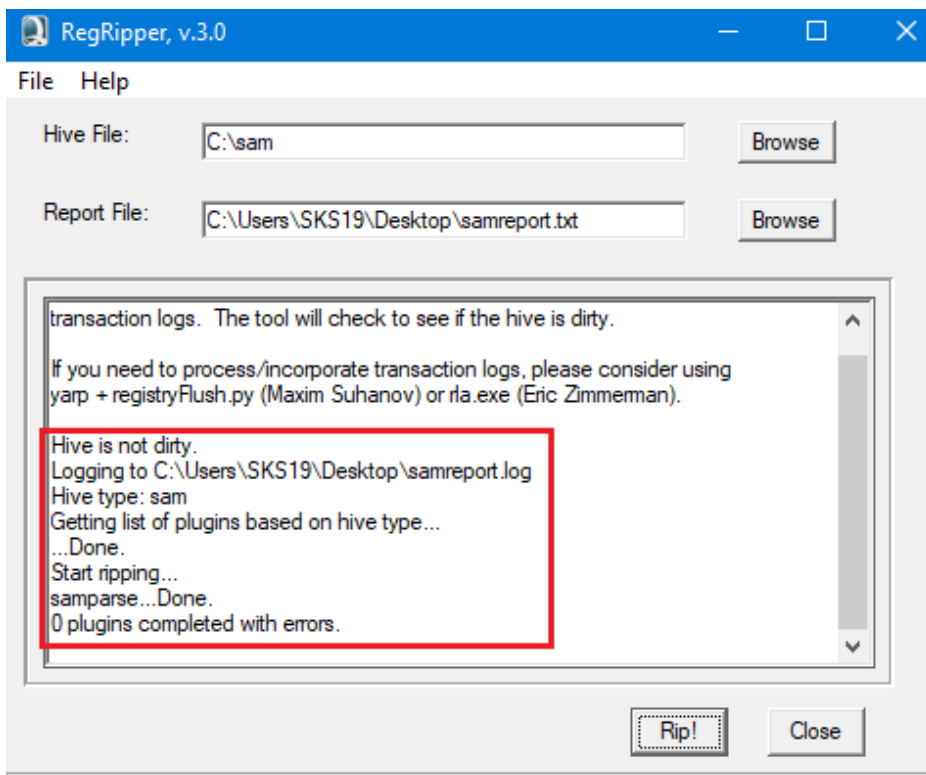 RegRipper, v.3.0
File Help
Hive File: C:\sam Browse
Report File: C:\Users\SKS19\Desktop\samreport.txt Browse
transaction logs. The tool will check to see if the hive is dirty.
If you need to process/incorporate transaction logs, please consider using
yarp + registryFlush.py (Maxim Suhanov) or rla.exe (Eric Zimmerman).
Hive is not dirty.
Logging to C:\Users\SKS19\Desktop\samreport.log
Hive type: sam
Getting list of plugins based on hive type...
...Done.
Start ripping...
samparse...Done.
0 plugins completed with errors.
Rip! Close